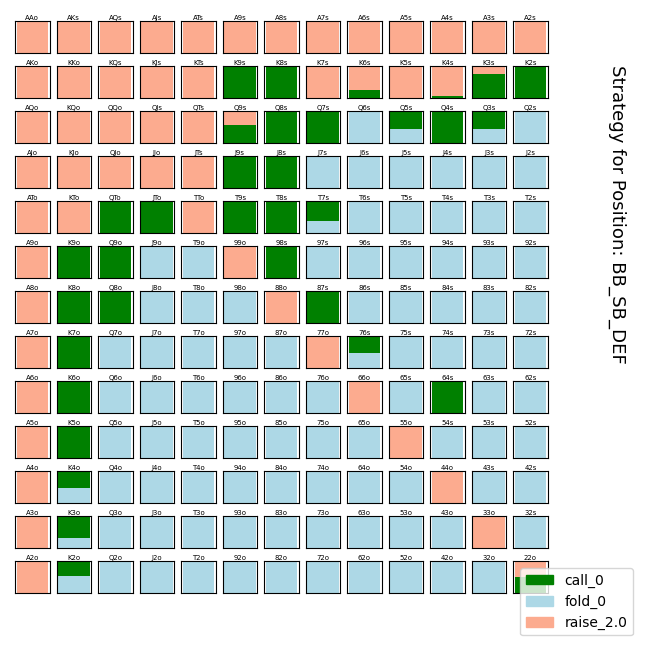 AAo AKs AQs AJs ATs A9s A8s A7s A6s A5s A4s A3s A2s
AKo KKo KQs KJs KTs K9s K8s K7s K6s K5s K4s K3s K2s
AQo KQo QQo QJs QTs Q9s Q8s Q7s Q6s Q5s Q4s Q3s Q2s
AJo KJo QJo JJo JTs J9s J8s J7s J6s J5s J4s J3s J2s
ATo KTo QTo JTo TTo T9s T8s T7s T6s T5s T4s T3s T2s
A9o K9o Q9o J9o T9o 99o 98s 97s 96s 95s 94s 93s 92s
A8o K8o Q8o J8o T8o 98o 88o 87s 86s 85s 84s 83s 82s
A7o K7o Q7o J7o T7o 97o 87o 77o 76s 75s 74s 73s 72s
A6o K6o Q6o J6o T6o 96o 86o 76o 66o 65s 64s 63s 62s
A5o K5o Q5o J5o T5o 95o 85o 75o 65o 55o 54s 53s 52s
A4o K4o Q4o J4o T4o 94o 84o 74o 64o 54o 44o 43s 42s
A3o K3o Q3o J3o T3o 93o 83o 73o 63o 53o 43o 33o 32s
A2o K2o Q2o J2o T2o 92o 82o 72o 62o 52o 42o 32o 22o
Strategy for Position: BB_SB_DEF
call_0
fold_0
raise_2.0